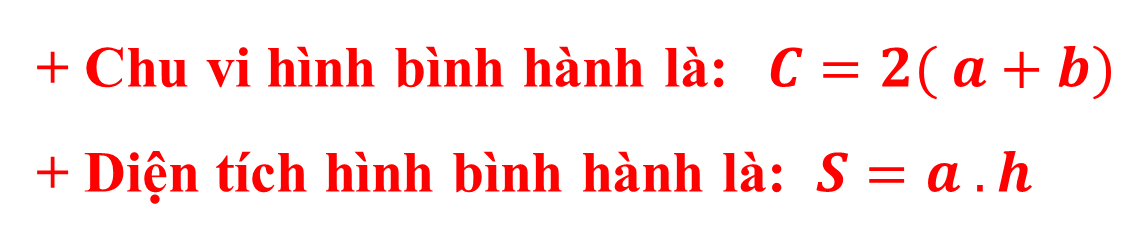 + Chu vi hình bình hành là: C = 2( a + b)
+ Diện tích hình bình hành là: S = a . h